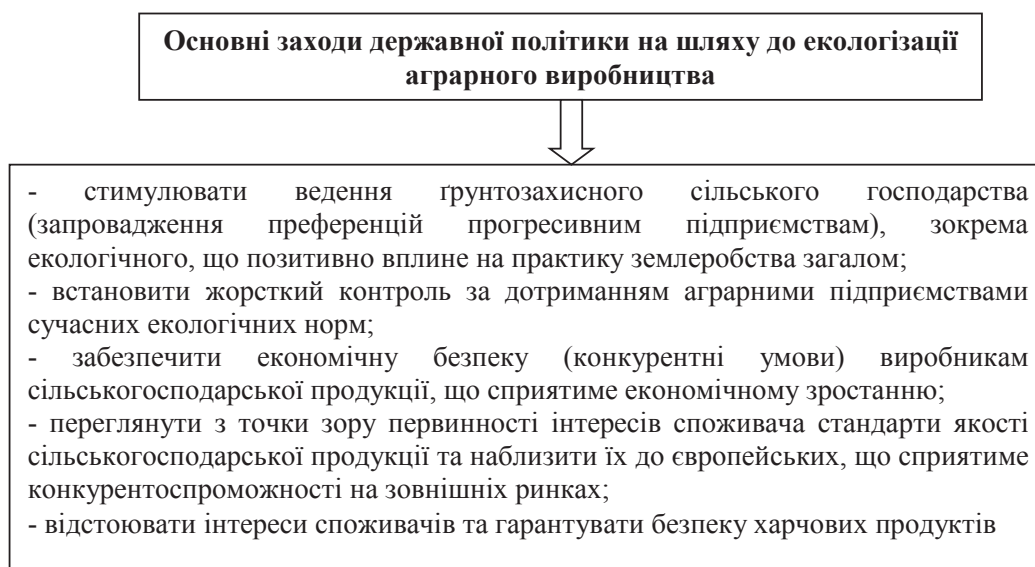 Основні заходи державної політики на шляху до екологізації
аграрного виробництва
- стимулювати ведення ґрунтозахисного сільського господарства
(запровадження преференцій прогресивним підприємствам), зокрема
екологічного, що позитивно вплине на практику землеробства загалом;
- встановити жорсткий контроль за дотриманням аграрними підприємствами
сучасних екологічних норм;
- забезпечити економічну безпеку (конкурентні умови) виробникам
сільськогосподарської продукції, що сприятиме економічному зростанню;
- переглянути з точки зору первинності інтересів споживача стандарти якості
сільськогосподарської продукції та наблизити їх до європейських, що сприятиме
конкурентоспроможності на зовнішніх ринках;
- відстоювати інтереси споживачів та гарантувати безпеку харчових продуктів